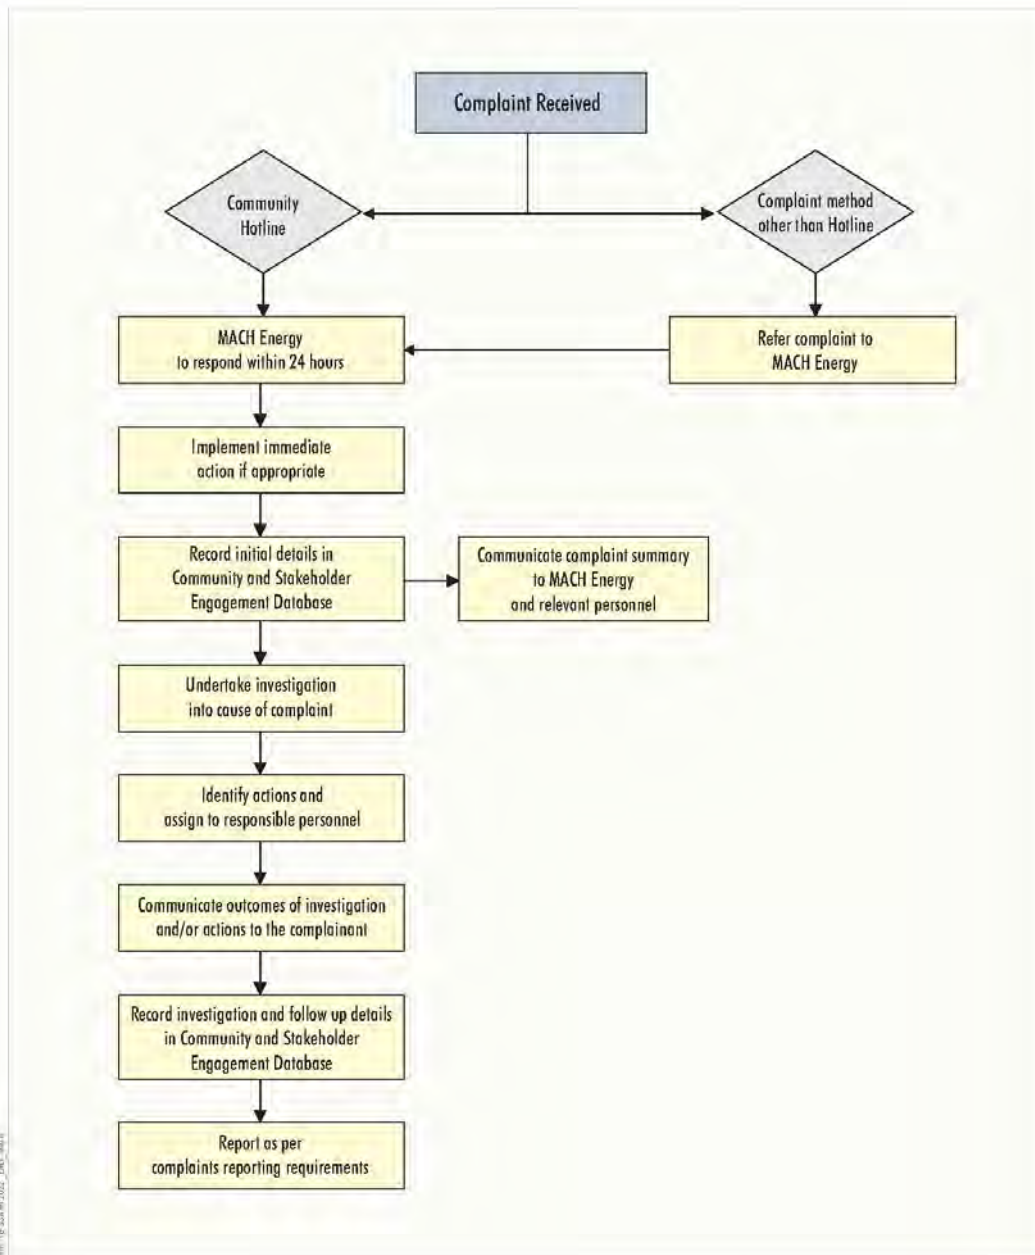 Complaint Received
Community
Hotline
Complaint method
other than Hotline
MACH Energy
to respond within 24 hours
Refer complaint to
MACH Energy
Implement immediate
action if appropriate
Record initial details in
Community and Stakeholder
Engagement Database
Communicate complaint summary
to MACH Energy
and relevant personnel
Undertake investigation
into cause of complaint
Identify actions and
assign to responsible personnel
Communicate outcomes of investigation
and/or actions to the complainant
Record investigation and follow up details
in Community and Stakeholder
Engagement Database
Report as per
complaints reporting requirements